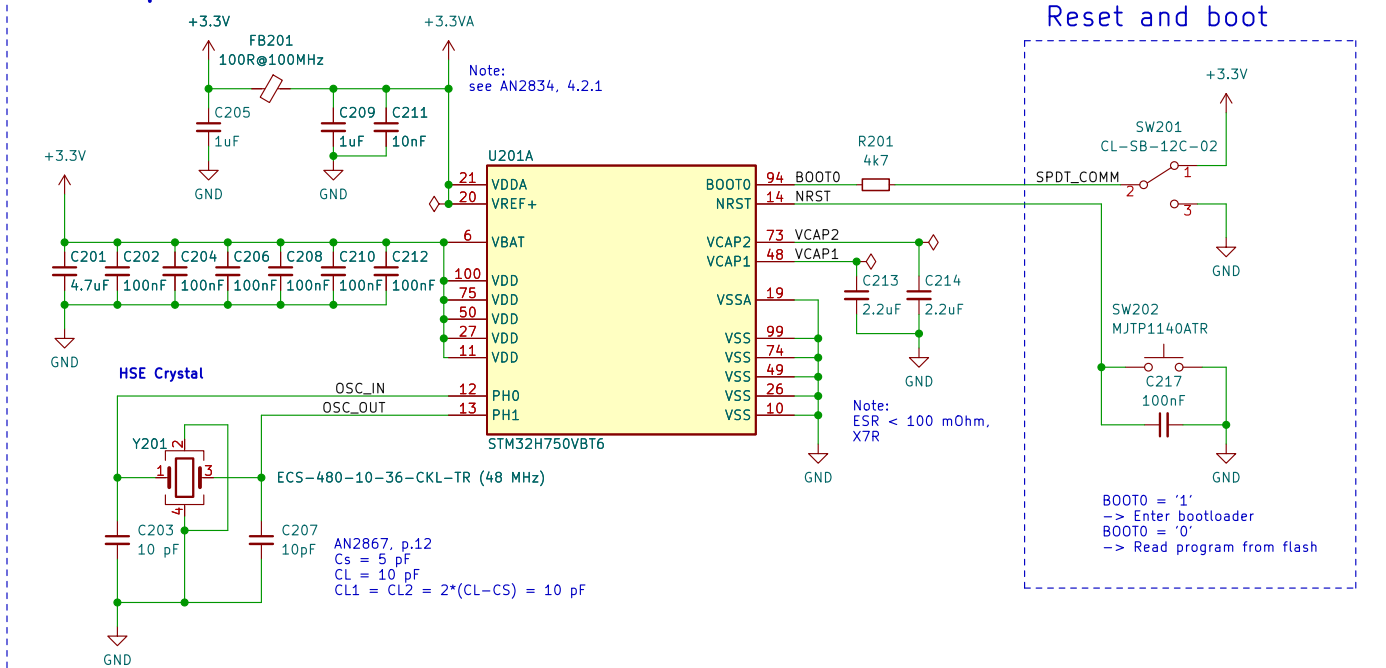 Reset and boot
+3.3V
+3.3VA
FB201
100R@100MHz
Note:
see AN2834, 4.2.1
C205
1uF
C209
1uF
C211
10nF
GND
GND
+3.3V
C201
4.7uF
C202
100nF
C204
100nF
C206
100nF
C208
100nF
C210
100nF
C212
100nF
GND
U201A
21 VDDA
20 VREF+
6 VBAT
100 VDD
75 VDD
50 VDD
27 VDD
11 VDD
OSC_IN 12 PH0
OSC_OUT 13 PH1
BOOT0 94 BOOT0
NRST 14 NRST
VCAP2 73 VCAP2
VCAP1 48 VCAP1
VSSA 19
VSS 99
VSS 74
VSS 49
VSS 26
VSS 10
STM32H750VBT6
GND
C213
2.2uF
C214
2.2uF
GND
Note:
ESR < 100 mOhm,
X7R
R201
4k7
SPDT_COMM
+3.3V
SW201
CL-SB-12C-02
1
2
3
GND
SW202
MJTP1140ATR
C217
100nF
GND
BOOT0 = '1'
-> Enter bootloader
BOOT0 = '0'
-> Read program from flash
HSE Crystal
Y201
2
1
3
4
ECS-480-10-36-CKL-TR (48 MHz)
C203
10 pF
C207
10pF
AN2867, p.12
Cs = 5 pF
CL = 10 pF
CL1 = CL2 = 2*(CL-CS) = 10 pF
GND